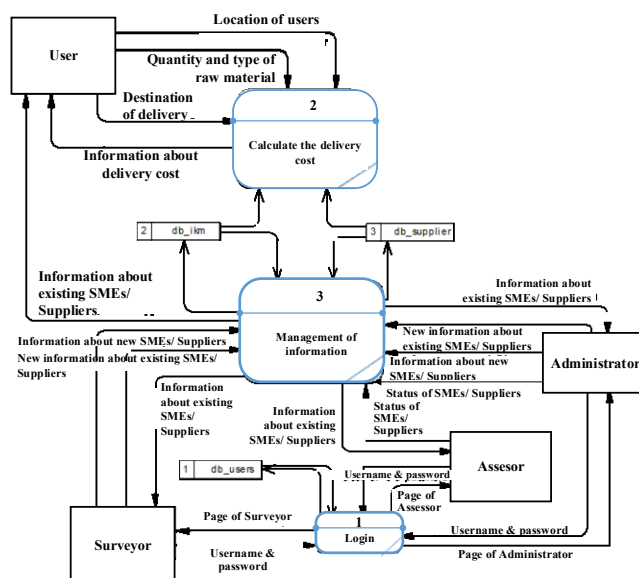 Location of users
User
Quantity and type of
raw material
2
Destination
of delivery
Calculate the delivery
cost
Information about
delivery cost
2 db_ikm
3 db_supplier
Information about
existing SMEs/
Suppliers
3
Management of
information
Information about
existing SMEs/ Suppliers
Information about new SMEs/ Suppliers
New information about existing SMEs/
Suppliers
New information about
existing SMEs/ Suppliers
Information about new
SMEs/ Suppliers
Status of SMEs/ Suppliers
Administrator
Information about
existing SMEs/
Suppliers
Information
about existing
SMEs/ Suppliers
Status of
SMEs/
Suppliers
1 db_users
Username & password
Assesor
Page of
Assessor
Surveyor
Page of Surveyor
1
Login
Username &
password
Username & password
Page of Administrator